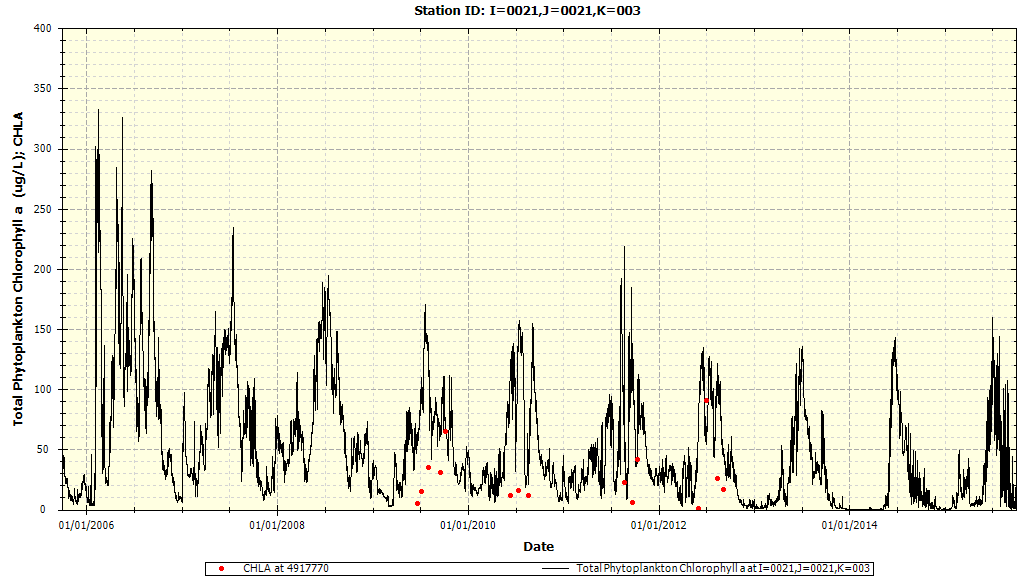 Station ID: I=0021,J=0021,K=003
Total Phytoplankton Chlorophyll a (ug/L); CHLA
400
350
300
250
200
150
100
50
0
01/01/2006
01/01/2008
01/01/2010
01/01/2012
01/01/2014
Date
CHLA at 4917770
Total Phytoplankton Chlorophyll a at I=0021,J=0021,K=003